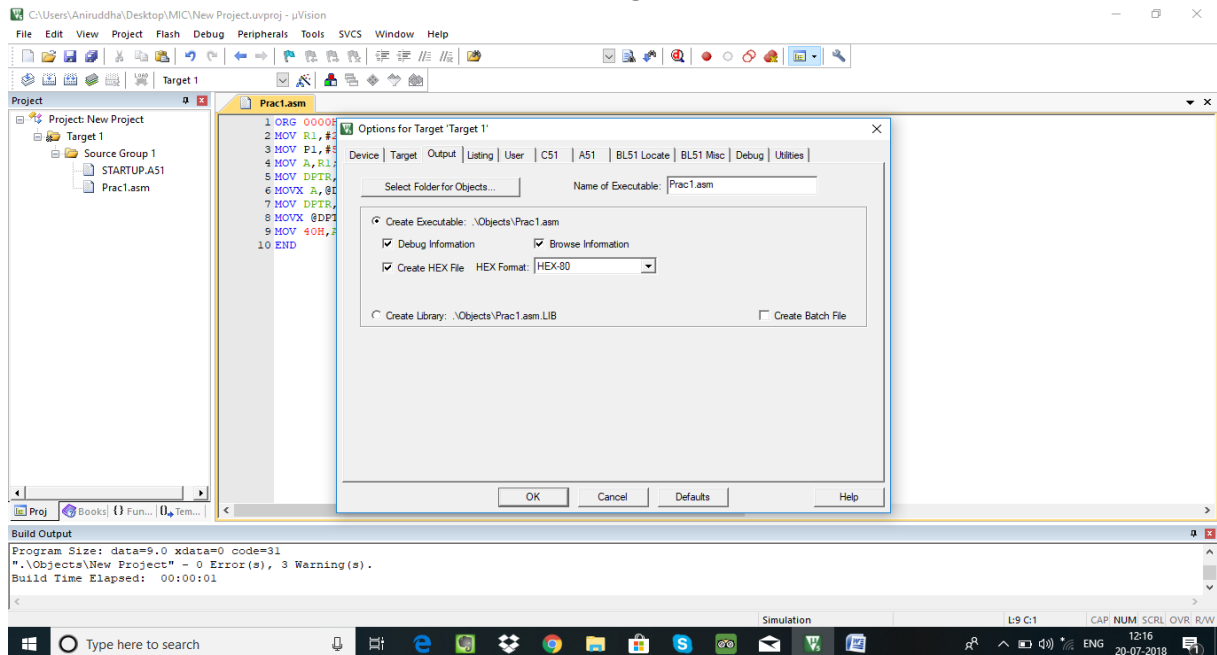 C:\Users\Aniruddha\Desktop\MIC\New Project.uvproj - µVision
File Edit View Project Flash Debug Peripherals Tools SVCS Window Help
Target 1
Project
Prac1.asm
Project: New Project
Target 1
Source Group 1
STARTUP.A51
Prac1.asm
1 ORG 0000H
2 MOV R1,#2
3 MOV P1,#5
4 MOV A,R1;
5 MOV DPTR,
6 MOVX A,@D
7 MOV DPTR,
8 MOVX @DPT
9 MOV 40H,A
10 END
Options for Target 'Target 1'
Device Target Output Listing User C51 A51 BL51 Locate BL51 Misc Debug Utilities
Select Folder for Objects... Name of Executable: Prac1.asm
Create Executable: .\Objects\Prac1.asm
Debug Information Browse Information
Create HEX File HEX Format: HEX-80
Create Library: .\Objects\Prac1.asm.LIB Create Batch File
OK Cancel Defaults Help
Proj Books {} Fun... 0 Tem...
Build Output
Program Size: data=9.0 xdata=0 code=31
".\Objects\New Project" - 0 Error(s), 3 Warning(s).
Build Time Elapsed: 00:00:01
Simulation L:9 C:1 CAP NUM SCRL OVR R/W
Type here to search
ENG
12:16
20-07-2018